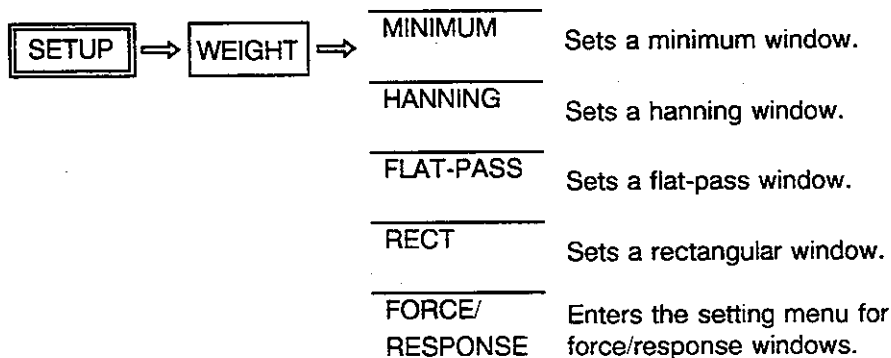 SETUP ⇒ WEIGHT ⇒ MINIMUM Sets a minimum window.
HANNING Sets a hanning window.
FLAT-PASS Sets a flat-pass window.
RECT Sets a rectangular window.
FORCE/ Enters the setting menu for
RESPONSE force/response windows.